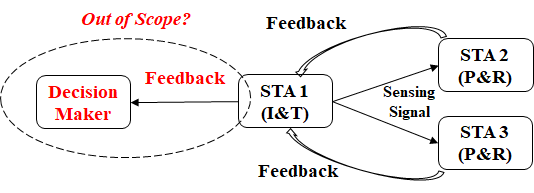 Out of Scope?
Feedback
Decision
Maker
Feedback
STA 1
(I&T)
Sensing
Signal
STA 2
(P&R)
STA 3
(P&R)
Feedback